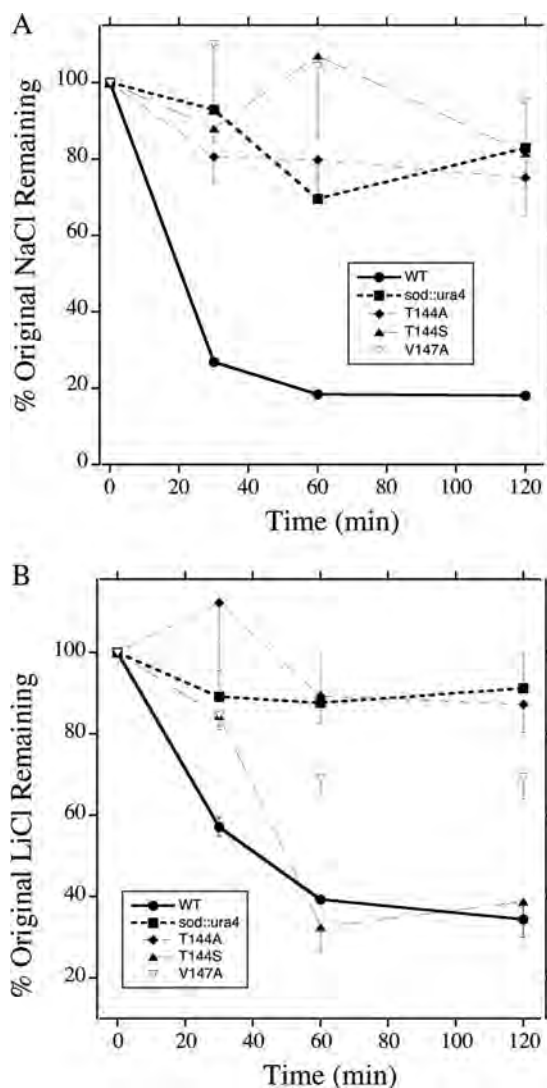 A
% Original NaCl Remaining
100
80
60
40
20
0
WT
sod::ura4
T144A
T144S
V147A
0 20 40 60 80 100 120
Time (min)
B
% Original LiCl Remaining
100
80
60
40
20
WT
sod::ura4
T144A
T144S
V147A
0 20 40 60 80 100 120
Time (min)